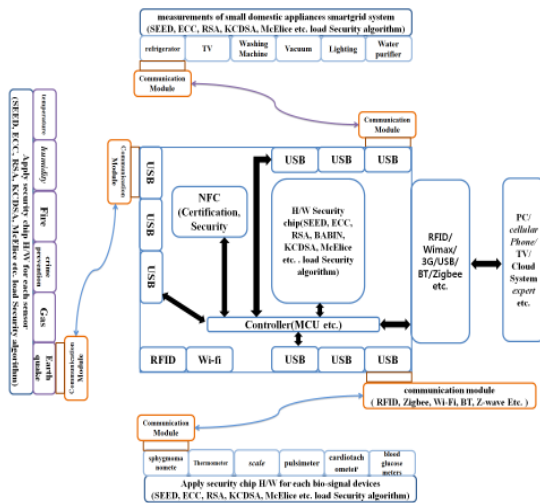 measurements of small domestic appliances smartgrid system
(SEED, ECC, RSA, KCDSA, McElice etc. load Security algorithm)
refrigerator
TV
Washing
Machine
Vacuum
Lighting
Water
purifier
Communication
Module
Communication
Module
Communication
Module
temperature
humidity
Fire
crime
prevention
Gas
Earth
quake
Apply security chip H/W for each sensor
(SEED, ECC, RSA, KCDSA, McElice etc. load Security
algorithm)
Communication
Module
USB
USB
USB
USB
USB
USB
NFC
(Certification,
Security
H/W Security
chip(SEED, ECC,
RSA, BABIN,
KCDSA, McElice
etc. . load Security
algorithm)
Controller(MCU etc.)
RFID
Wi-fi
USB
USB
USB
RFID/
Wimax/
3G/USB/
BT/Zigbee
etc.
PC/
cellular
Phone/
TV/
Cloud
System
expert
etc.
communication module
( RFID, Zigbee, Wi-Fi, BT, Z-wave Etc. )
Communication
Module
sphygmoma
nomete
Thermometer
scale
pulsimeter
cardiotach
ometer
blood
glucose
meters
Apply security chip H/W for each bio-signal devices
(SEED, ECC, RSA, KCDSA, McElice etc. load Security algorithm)